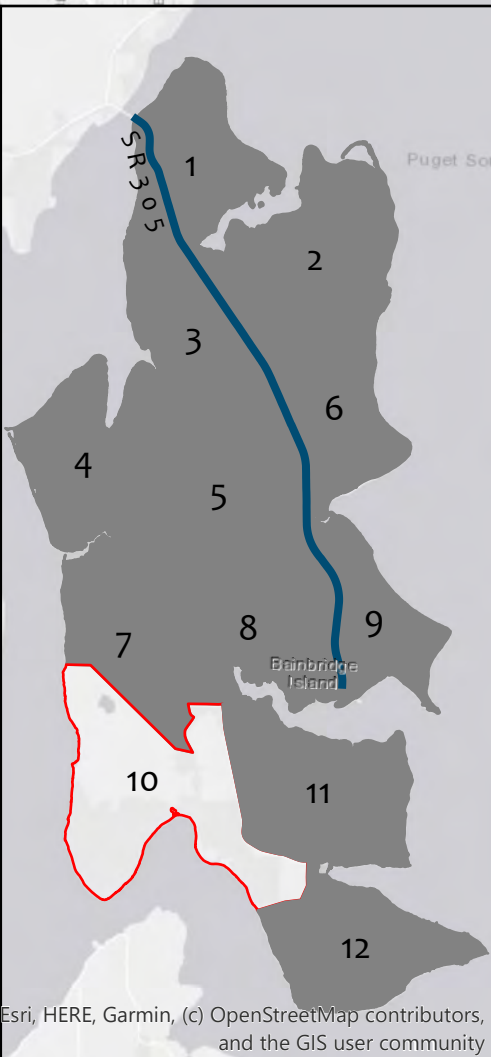 1
SR305
Puget Sou
2
3
6
4
5
9
8
7
Bainbridge
Island
10
11
12
Esri, HERE, Garmin, (c) OpenStreetMap contributors,
and the GIS user community